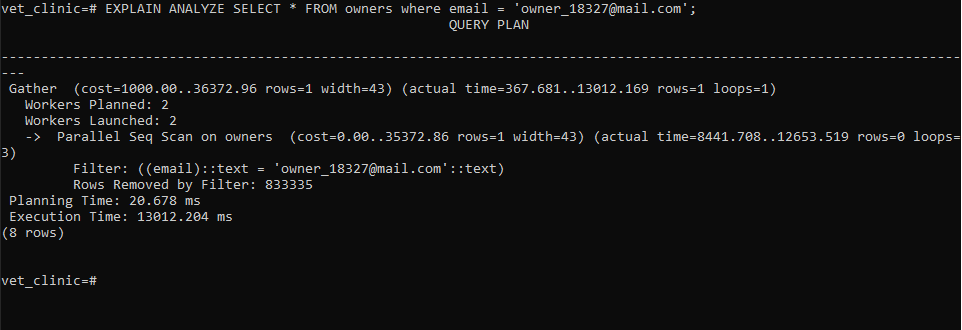 vet_clinic=# EXPLAIN ANALYZE SELECT * FROM owners where email = 'owner_18327@mail.com';
QUERY PLAN
-----------------------------------------------------------------------------------------------------------------------
---
Gather  (cost=1000.00..36372.96 rows=1 width=43) (actual time=367.681..13012.169 rows=1 loops=1)
Workers Planned: 2
Workers Launched: 2
->  Parallel Seq Scan on owners  (cost=0.00..35372.86 rows=1 width=43) (actual time=8441.708..12653.519 rows=0 loops=
3)
Filter: ((email)::text = 'owner_18327@mail.com'::text)
Rows Removed by Filter: 833335
Planning Time: 20.678 ms
Execution Time: 13012.204 ms
(8 rows)
vet_clinic=#